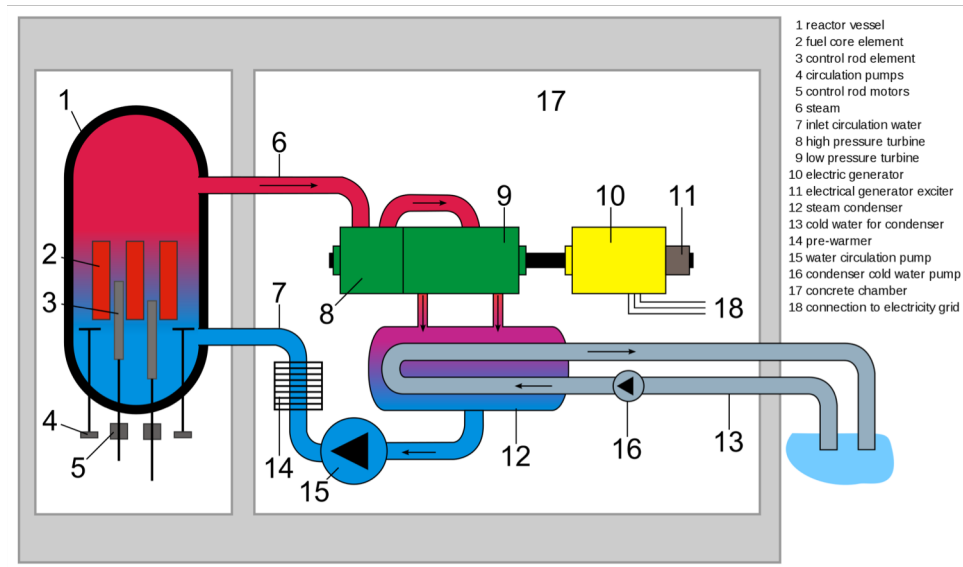 1
17
6
2
3
4
5
7
8
9
10
11
18
14
15
12
16
13
1 reactor vessel
2 fuel core element
3 control rod element
4 circulation pumps
5 control rod motors
6 steam
7 inlet circulation water
8 high pressure turbine
9 low pressure turbine
10 electric generator
11 electrical generator exciter
12 steam condenser
13 cold water for condenser
14 pre-warmer
15 water circulation pump
16 condenser cold water pump
17 concrete chamber
18 connection to electricity grid